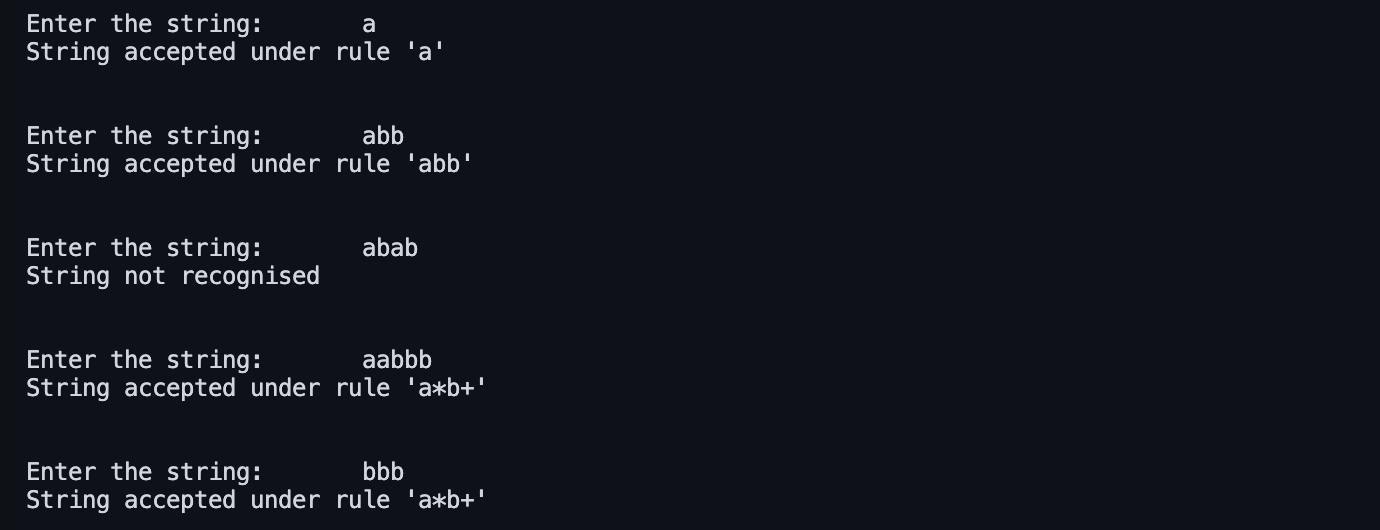 Enter the string:       a
String accepted under rule 'a'
Enter the string:       abb
String accepted under rule 'abb'
Enter the string:       abab
String not recognised
Enter the string:       aabbb
String accepted under rule 'a*b+'
Enter the string:       bbb
String accepted under rule 'a*b+'